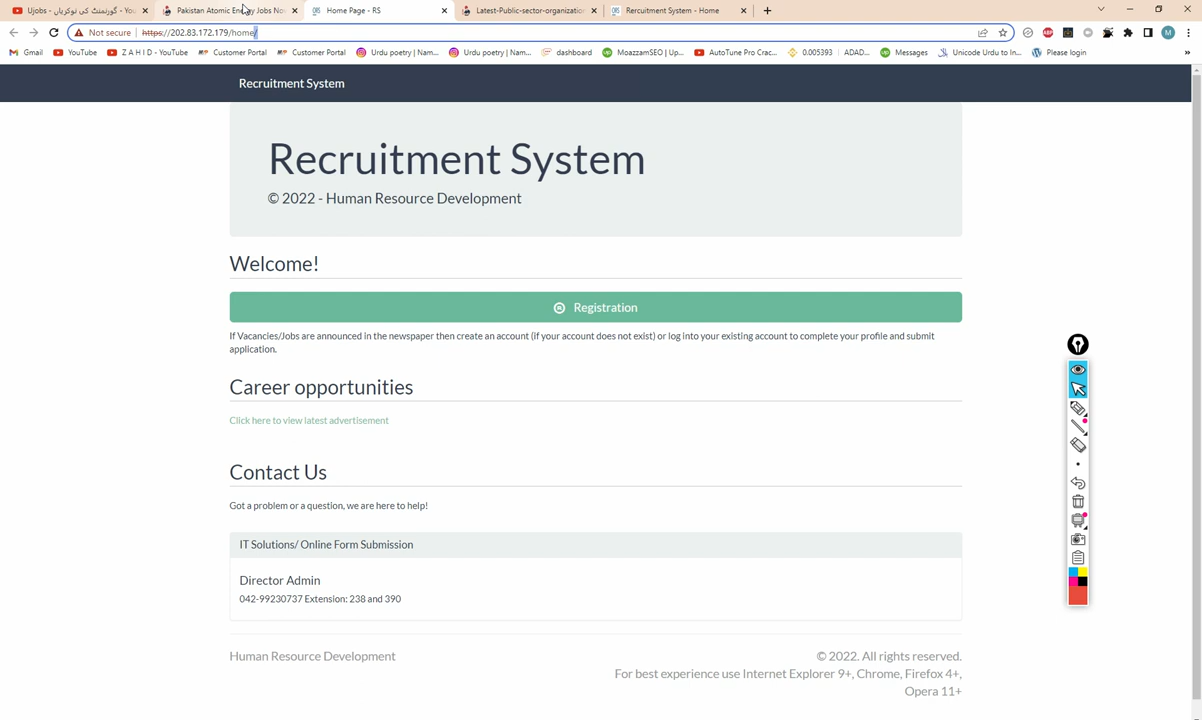 Ujobs - گورنمنٹ کی نوکریاں - You
Pakistan Atomic Energy Jobs Nov
Home Page - RS
Latest-Public-sector-organization
Rercuitment System - Home
Not secure
https://202.83.172.179/home/
Gmail
YouTube
Z A H I D - YouTube
Customer Portal
Customer Portal
Urdu poetry | Nam...
Urdu poetry | Nam...
dashboard
MoazzamSEO | Up...
AutoTune Pro Crac...
0.005393
ADAD...
Messages
Unicode Urdu to In...
Please login
Recruitment System
Recruitment System
© 2022 - Human Resource Development
Welcome!
Registration
If Vacancies/Jobs are announced in the newspaper then create an account (if your account does not exist) or log into your existing account to complete your profile and submit
application.
Career opportunities
Click here to view latest advertisement
Contact Us
Got a problem or a question, we are here to help!
IT Solutions/ Online Form Submission
Director Admin
042-99230737 Extension: 238 and 390
Human Resource Development
© 2022. All rights reserved.
For best experience use Internet Explorer 9+, Chrome, Firefox 4+,
Opera 11+